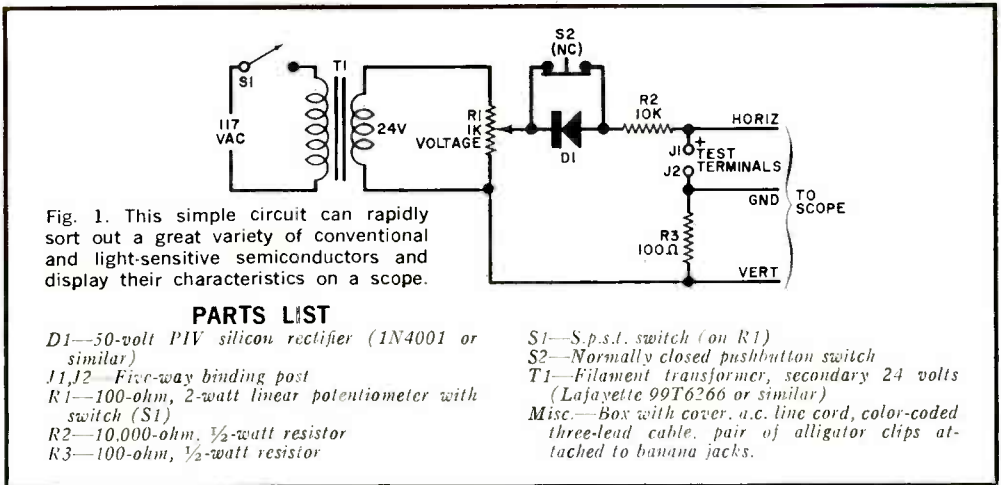 S2
(NC)
S1
T1
117
VAC
24V
R1
1K
VOLTAGE
D1
R2
10K
HORIZ
J1
+
TEST
TERMINALS
J2
GND
TO
SCOPE
R3
100Ω
VERT
Fig. 1. This simple circuit can rapidly
sort out a great variety of conventional
and light-sensitive semiconductors and
display their characteristics on a scope.
PARTS LIST
D1—50-volt PIV silicon rectifier (1N4001 or
similar)
J1,J2—Five-way binding post
R1—100-ohm, 2-watt linear potentiometer with
switch (S1)
R2—10,000-ohm, ½-watt resistor
R3—100-ohm, ½-watt resistor
S1—S.p.s.t. switch (on R1)
S2—Normally closed pushbutton switch
T1—Filament transformer, secondary 24 volts
(Lafayette 99T6266 or similar)
Misc.—Box with cover, a.c. line cord, color-coded
three-lead cable, pair of alligator clips at-
tached to banana jacks.